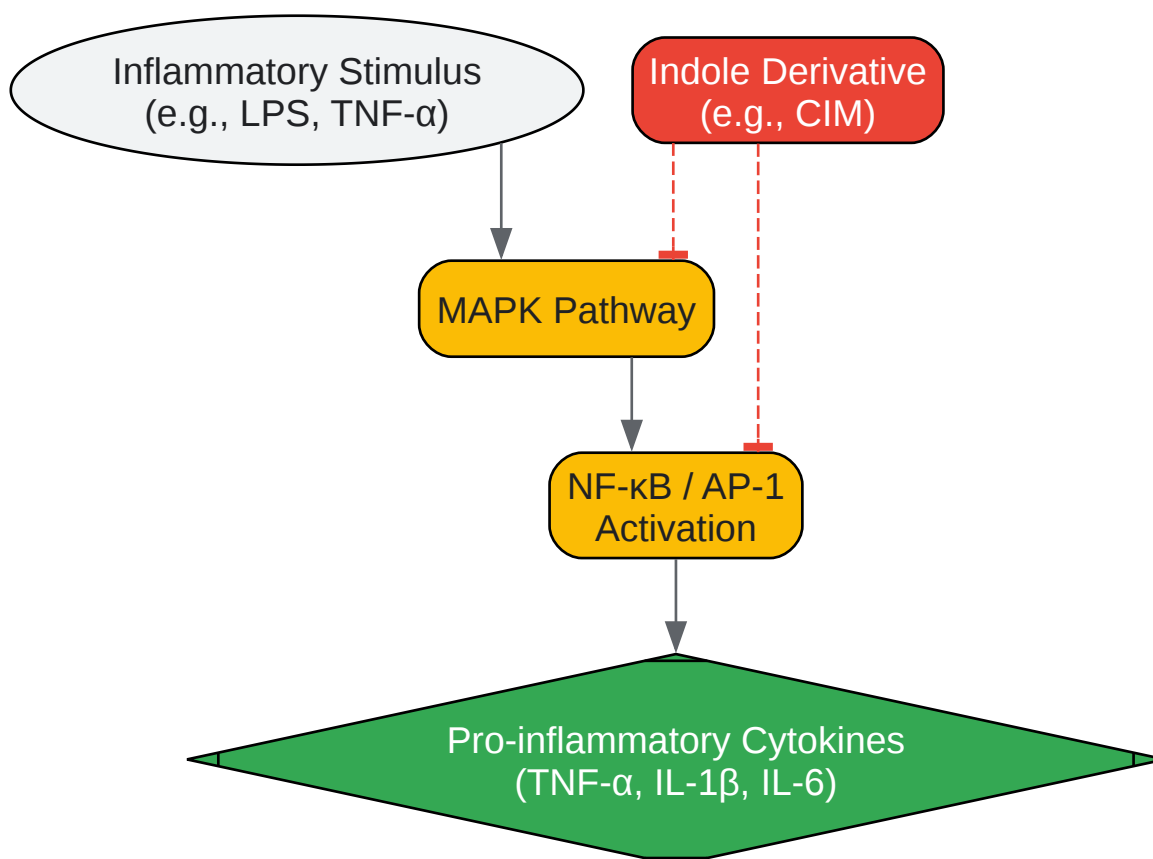 Inflammatory Stimulus
(e.g., LPS, TNF-α)
Indole Derivative
(e.g., CIM)
MAPK Pathway
NF-κB / AP-1
Activation
Pro-inflammatory Cytokines
(TNF-α, IL-1β, IL-6)